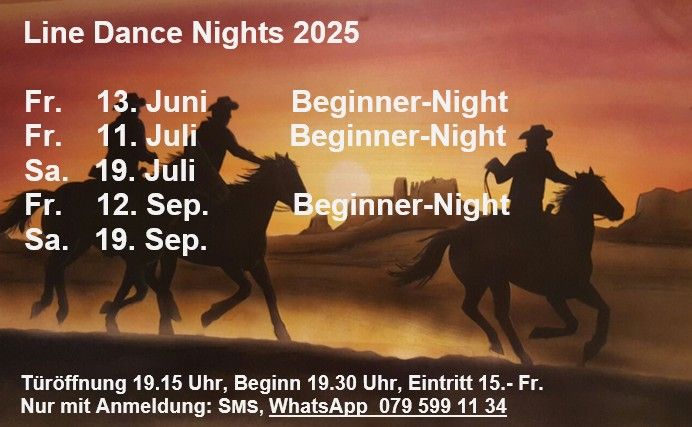 Line Dance Nights 2025
Fr. 13. Juni Beginner-Night
Fr. 11. Juli Beginner-Night
Sa. 19. Juli
Fr. 12. Sep. Beginner-Night
Sa. 19. Sep.
Türöffnung 19.15 Uhr, Beginn 19.30 Uhr, Eintritt 15.- Fr.
Nur mit Anmeldung: SMS, WhatsApp 079 599 11 34